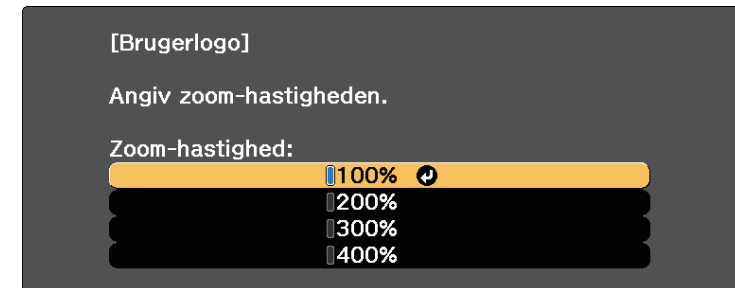 [Brugerlogo]
Angiv zoom-hastigheden.
Zoom-hastighed:
100%
200%
300%
400%